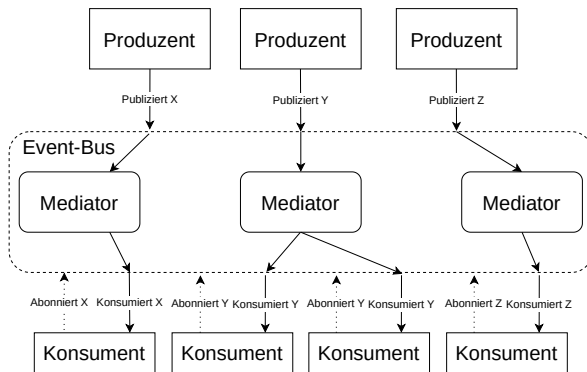 Produzent
Produzent
Produzent
Publiziert X
Publiziert Y
Publiziert Z
Event-Bus
Mediator
Mediator
Mediator
Abonniert X
Konsumiert X
Abonniert Y
Konsumiert Y
Abonniert Y
Konsumiert Y
Abonniert Z
Konsumiert Z
Konsument
Konsument
Konsument
Konsument